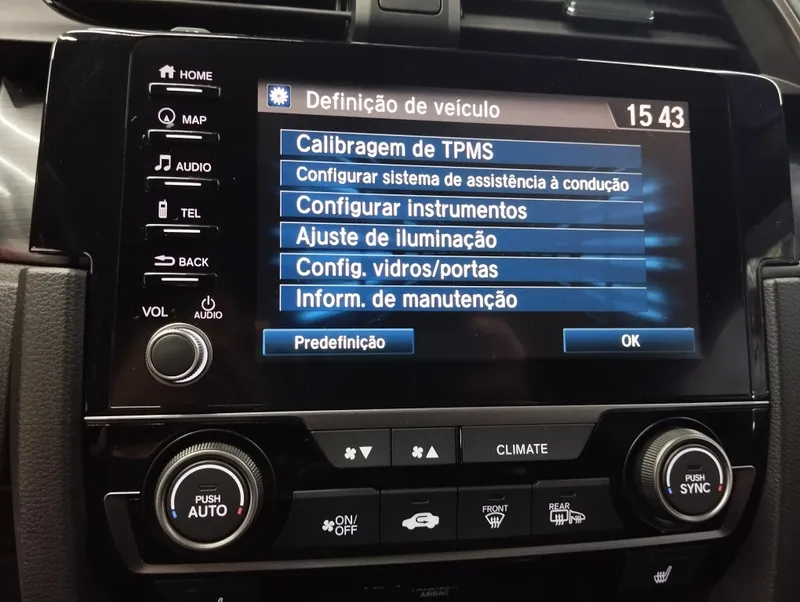 HOME
MAP
AUDIO
TEL
BACK
VOL
AUDIO
Definição de veículo
15 43
Calibragem de TPMS
Configurar sistema de assistência à condução
Configurar instrumentos
Ajuste de iluminação
Config. vidros/portas
Inform. de manutenção
Predefinição
OK
CLIMATE
PUSH
AUTO
ON/
OFF
FRONT
REAR
PUSH
SYNC
AIRBAG